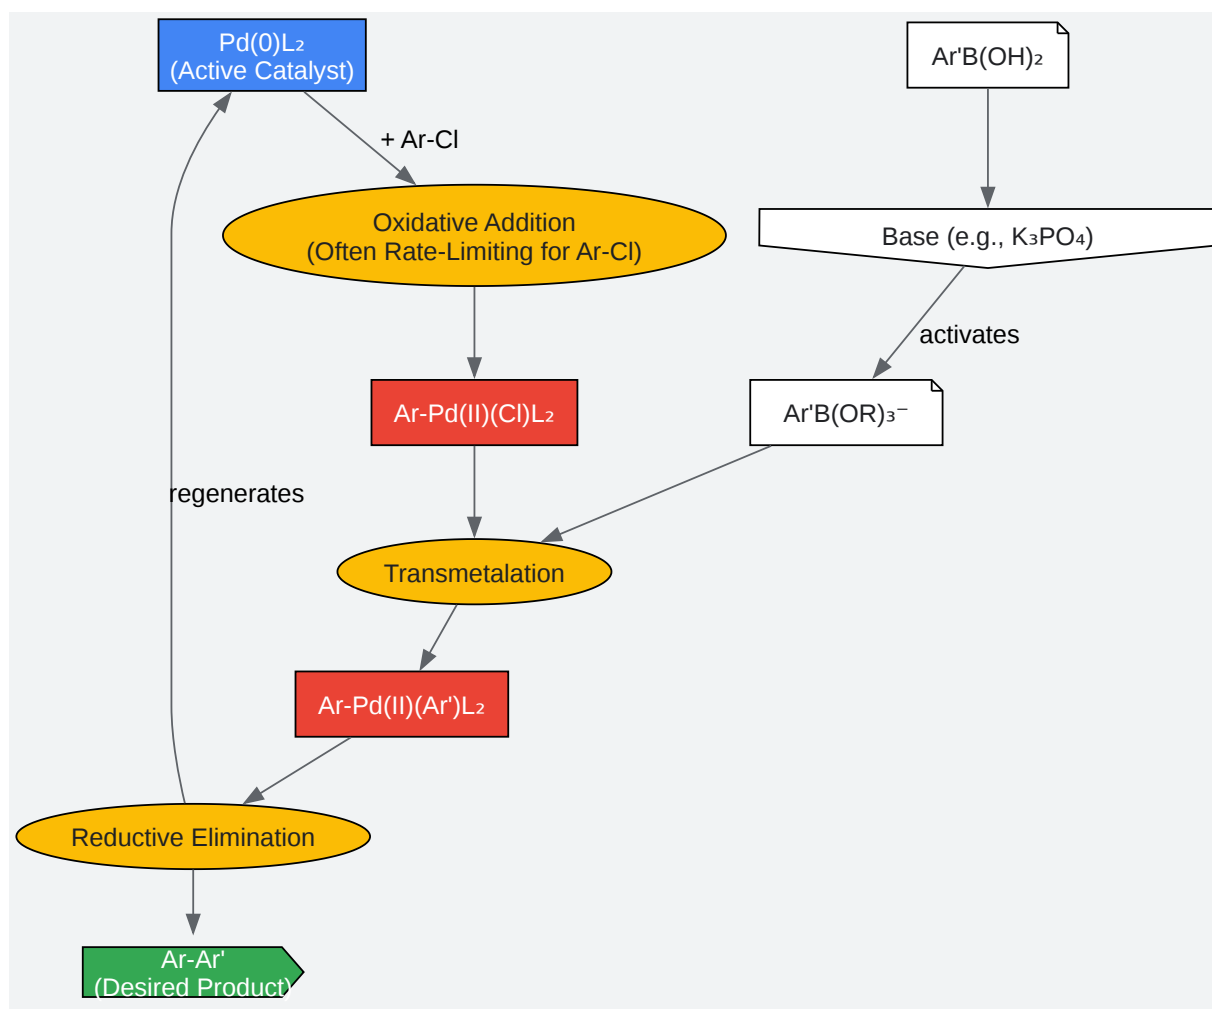 Pd(0)L₂
(Active Catalyst)
Ar'B(OH)₂
+ Ar-Cl
Oxidative Addition
(Often Rate-Limiting for Ar-Cl)
Base (e.g., K₃PO₄)
activates
Ar-Pd(II)(Cl)L₂
Ar'B(OR)₃⁻
regenerates
Transmetalation
Ar-Pd(II)(Ar')L₂
Reductive Elimination
Ar-Ar'
(Desired Product)